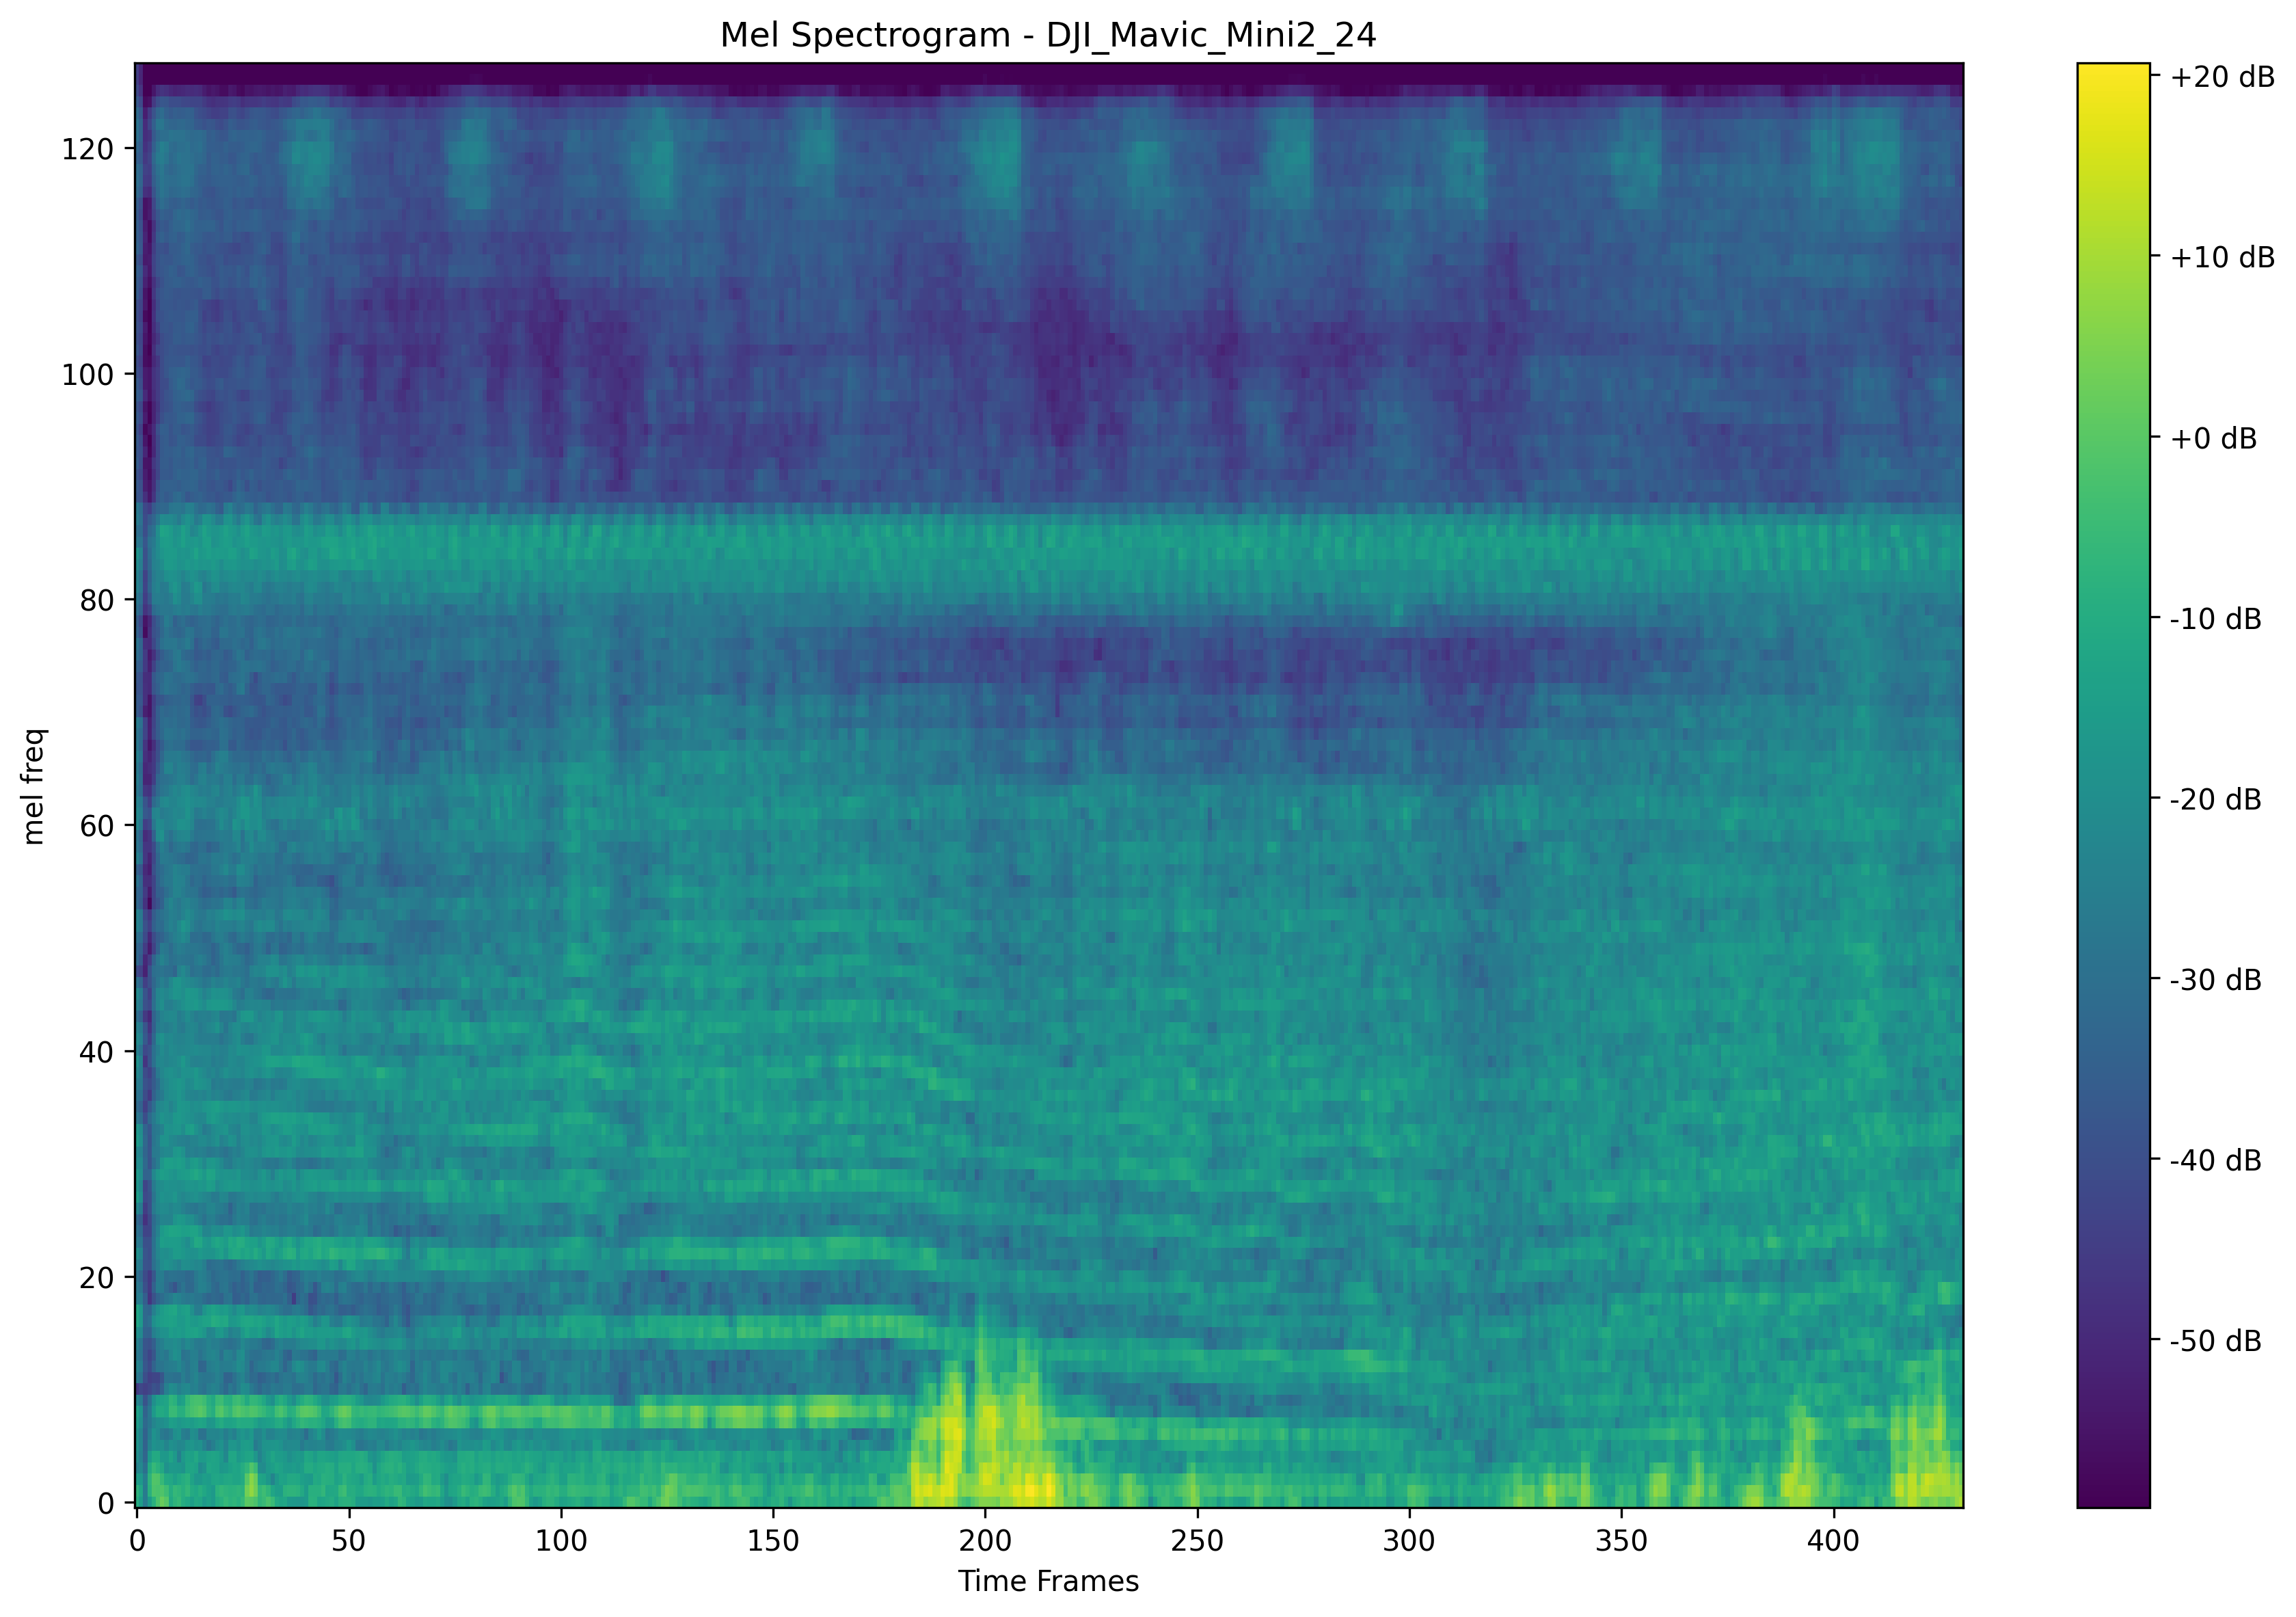 Mel Spectrogram - DJI_Mavic_Mini2_24
mel freq
120
100
80
60
40
20
0
0 50 100 150 200 250 300 350 400
Time Frames
+20 dB
+10 dB
+0 dB
-10 dB
-20 dB
-30 dB
-40 dB
-50 dB